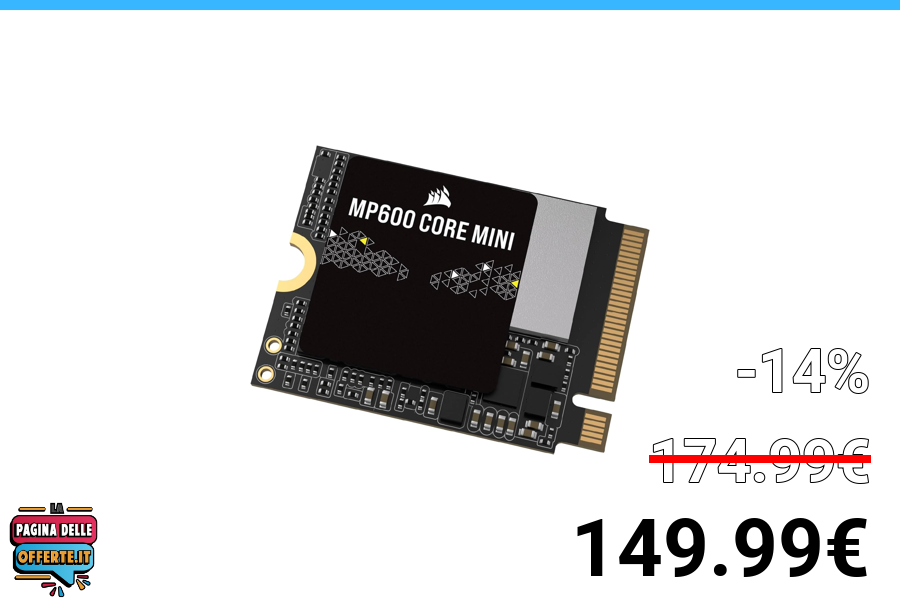 MP600 CORE MINI
-14%
174.99€
149.99€
LA
PAGINA DELLE
OFFERTE.IT